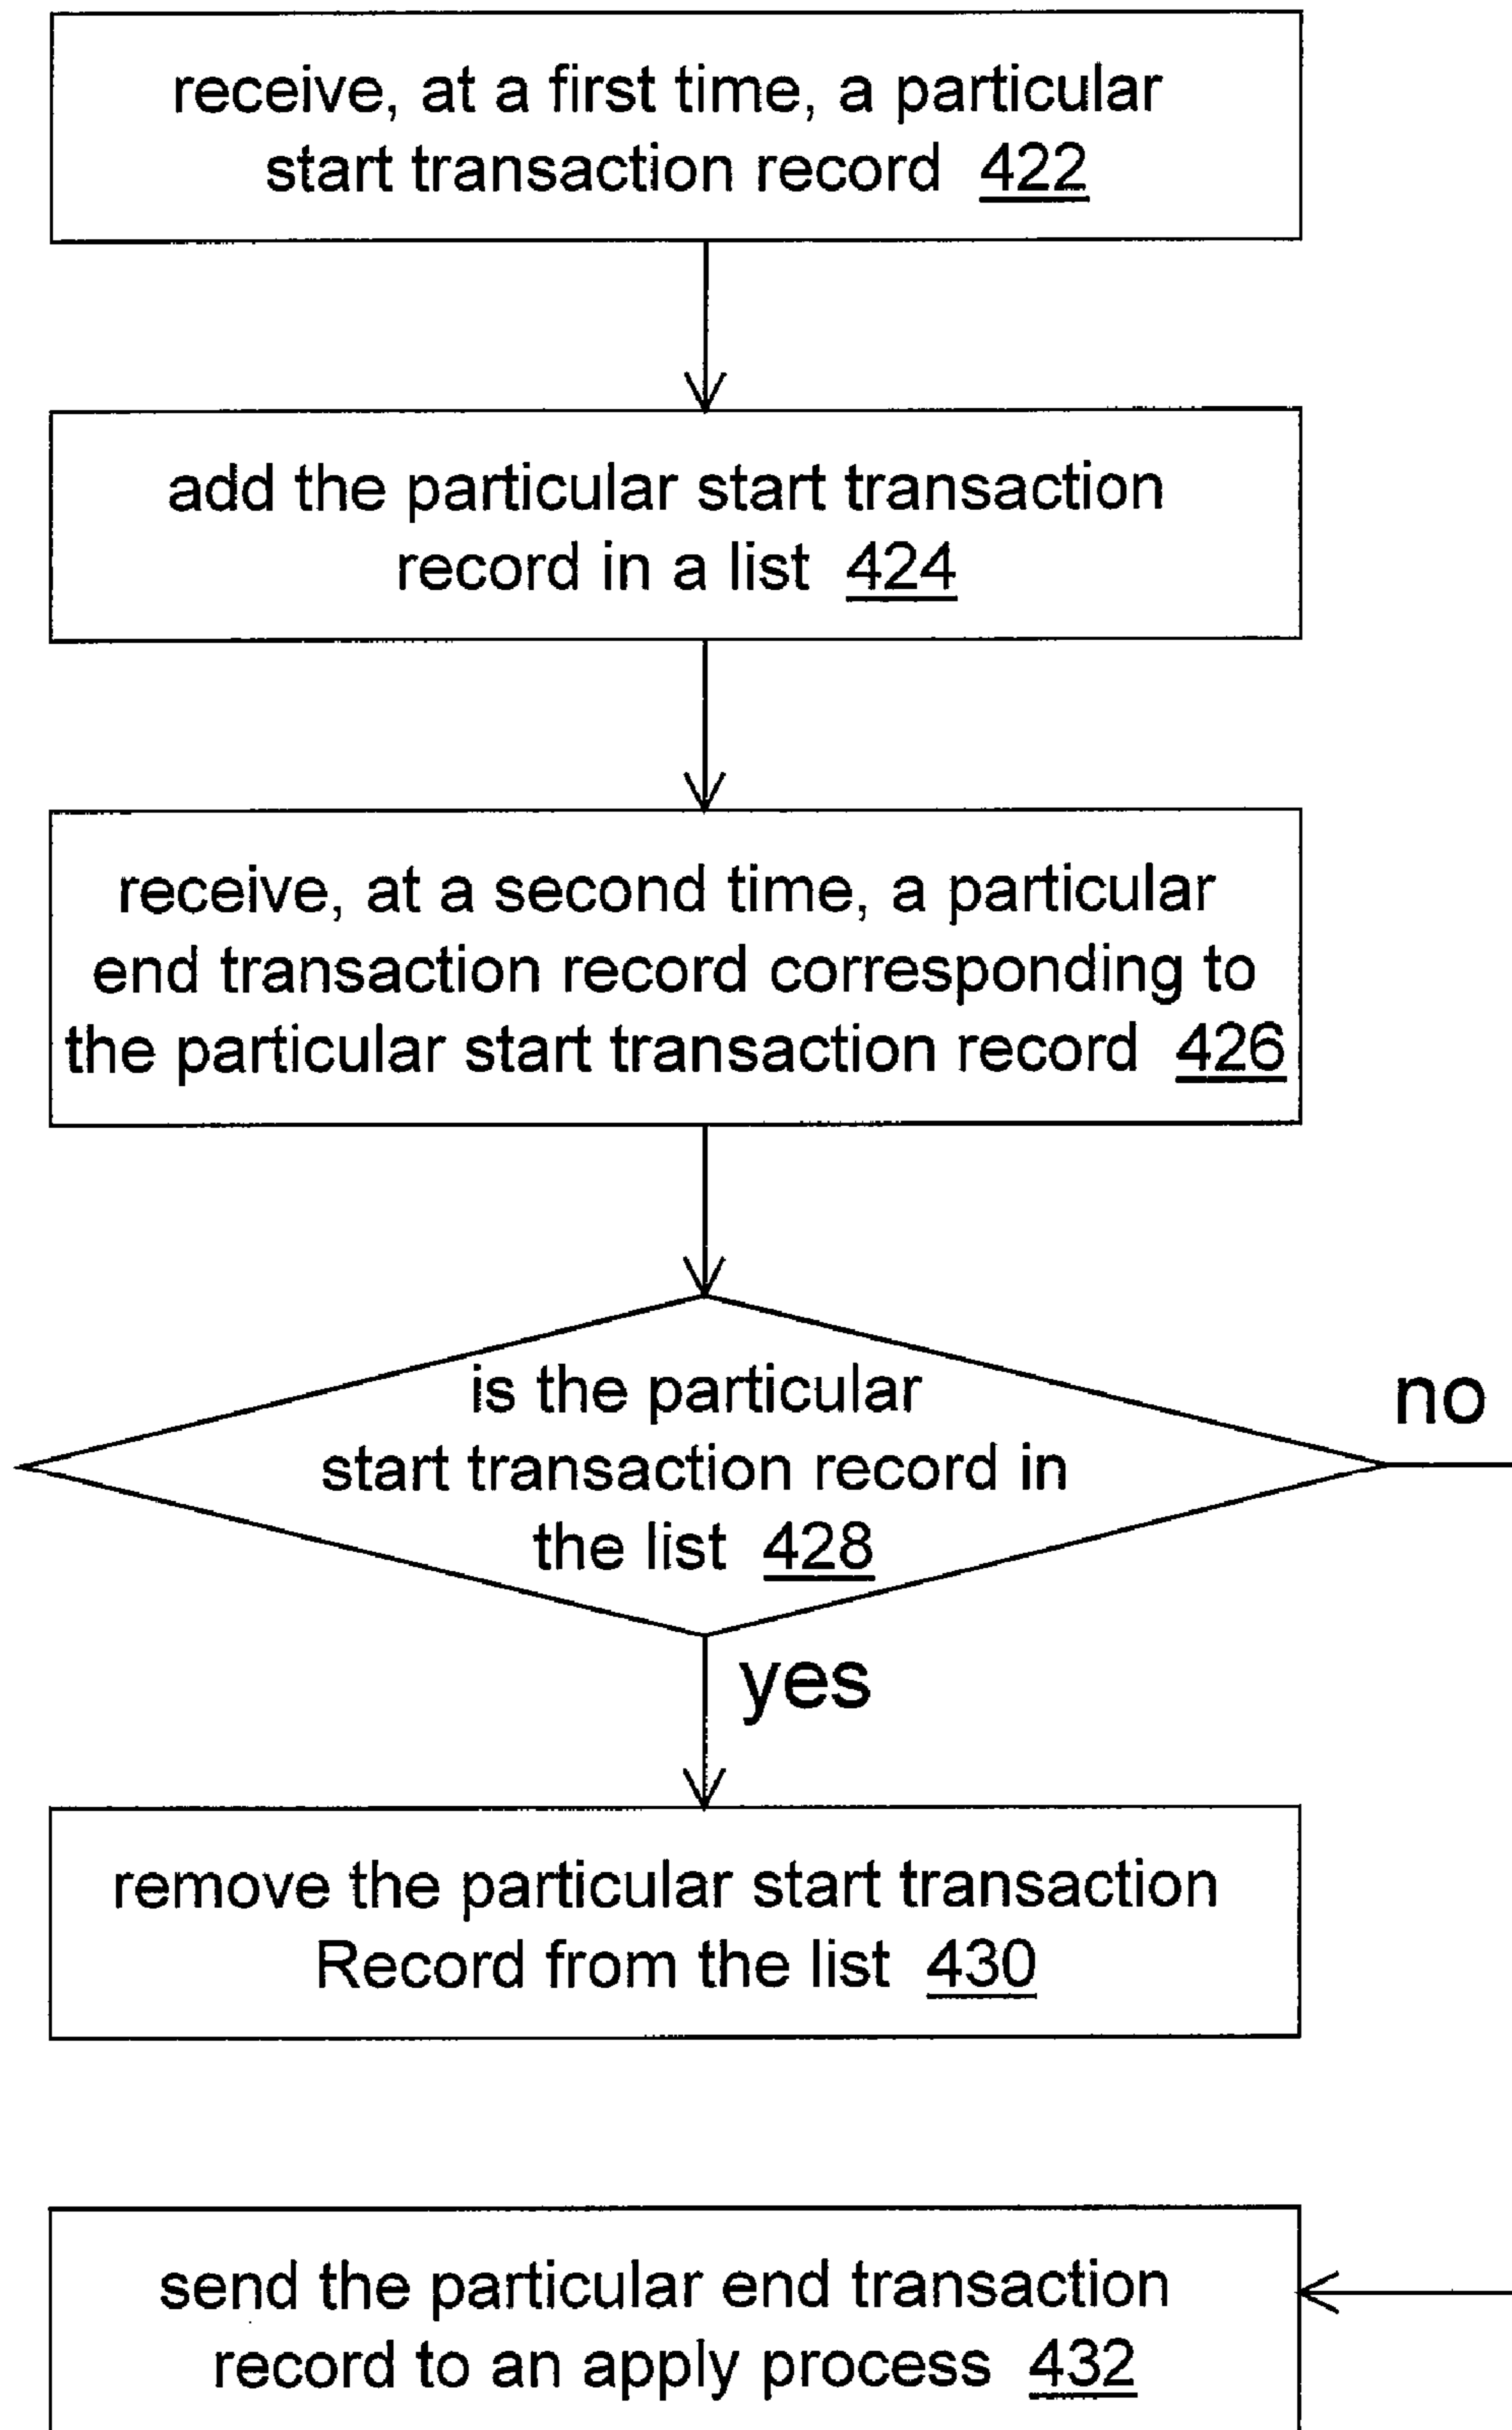 receive, at a first time, a particular
start transaction record 422
add the particular start transaction
record in a list 424
receive, at a second time, a particular
end transaction record corresponding to
the particular start transaction record 426
is the particular
start transaction record in
the list 428
no
yes
remove the particular start transaction
Record from the list 430
send the particular end transaction
record to an apply process 432